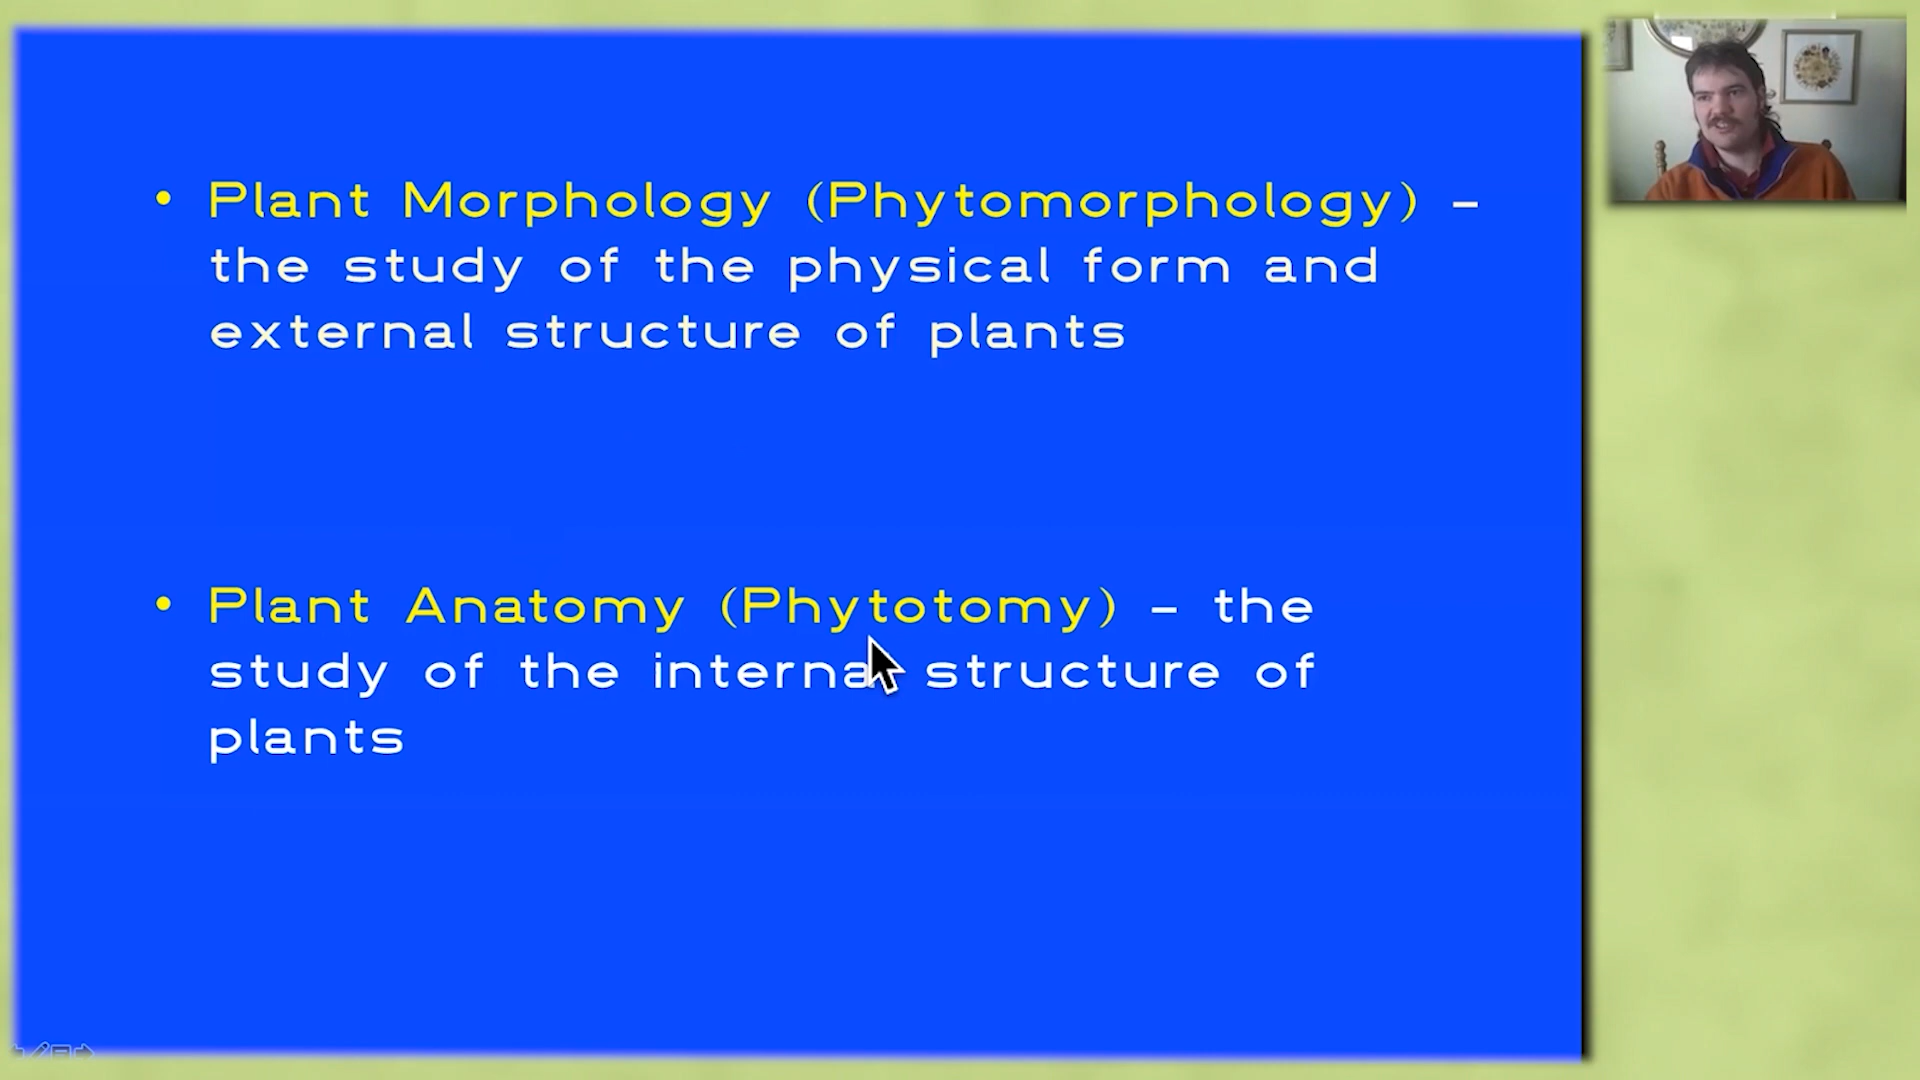 • Plant Morphology (Phytomorphology) –
the study of the physical form and
external structure of plants
• Plant Anatomy (Phytotomy) – the
study of the internal structure of
plants